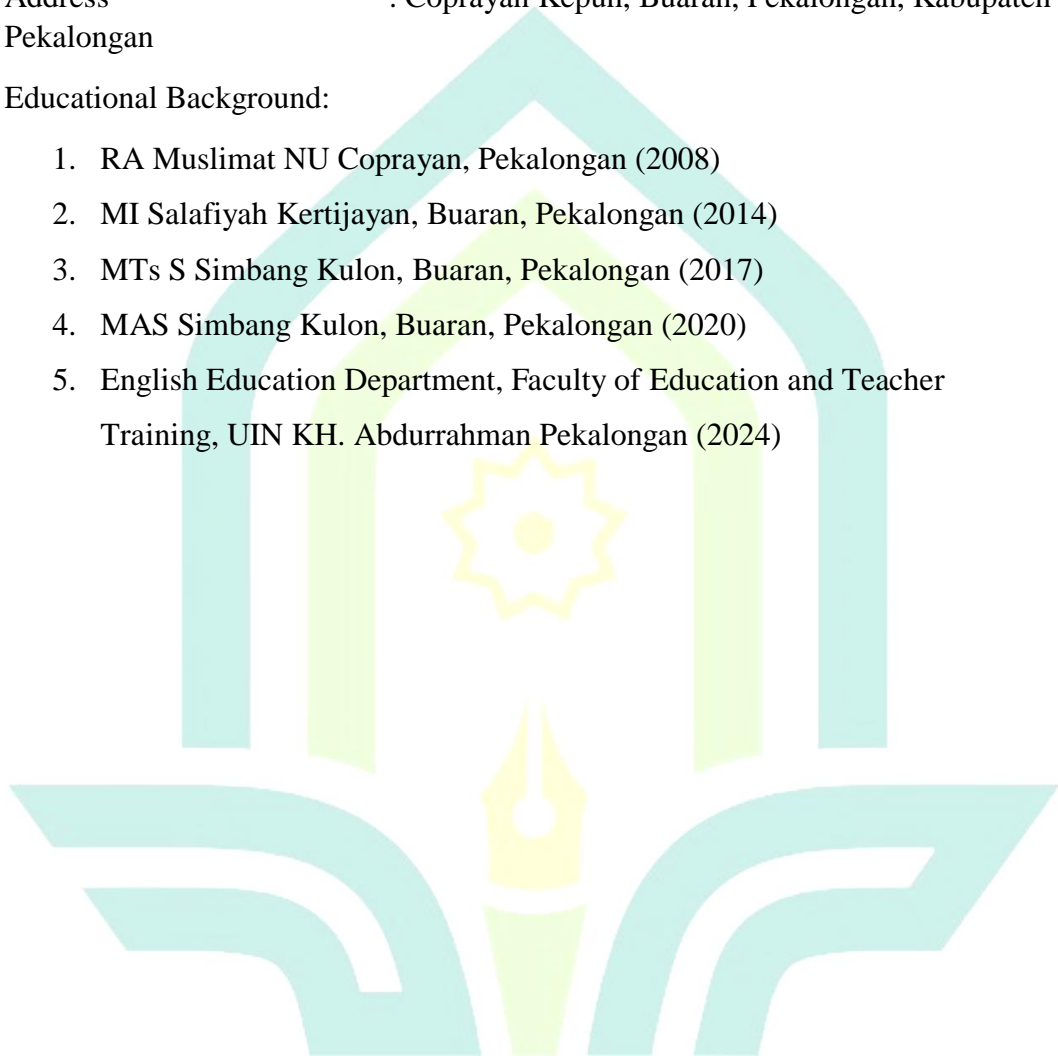 Address : Coprayan Kepuh, Buaran, Pekalongan, Kabupaten
Pekalongan
Educational Background:
1. RA Muslimat NU Coprayan, Pekalongan (2008)
2. MI Salafiyah Kertijayan, Buaran, Pekalongan (2014)
3. MTs S Simbang Kulon, Buaran, Pekalongan (2017)
4. MAS Simbang Kulon, Buaran, Pekalongan (2020)
5. English Education Department, Faculty of Education and Teacher
Training, UIN KH. Abdurrahman Pekalongan (2024)